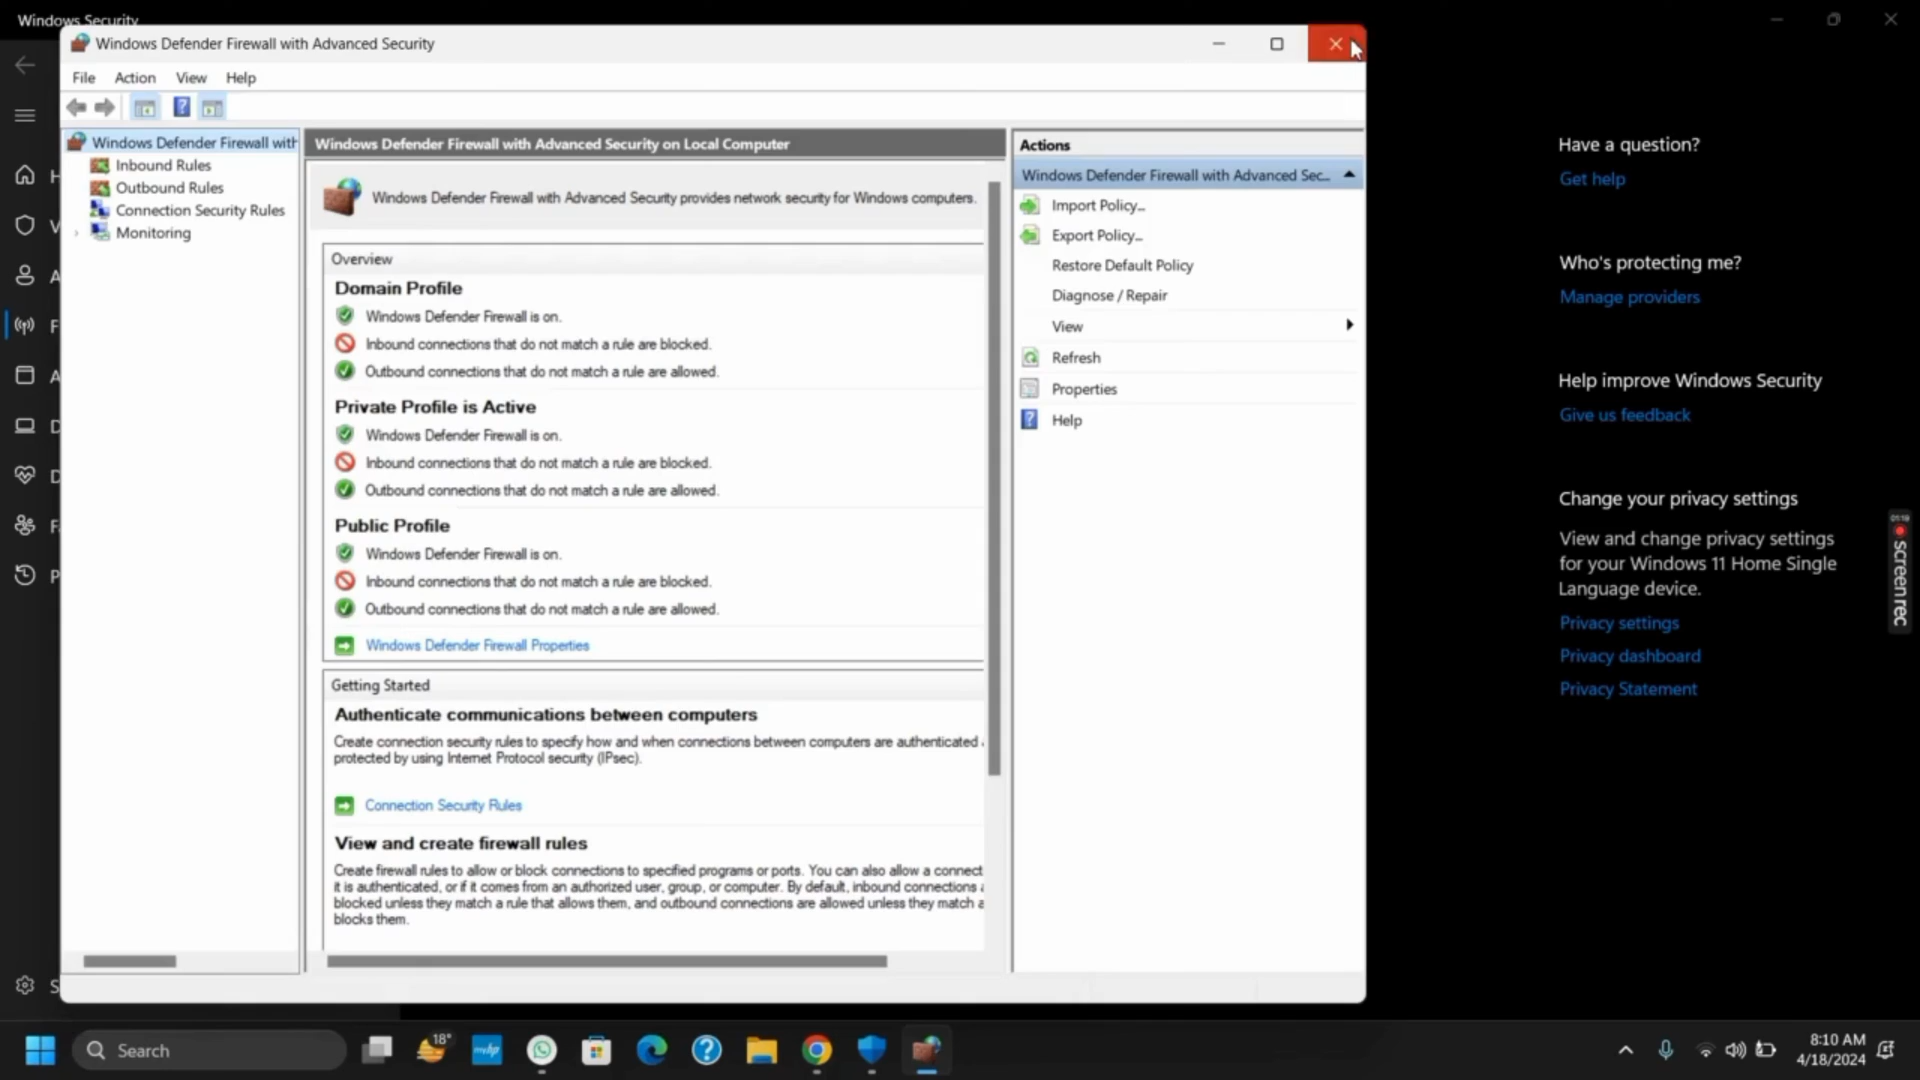 Windows Security
Windows Defender Firewall with Advanced Security
File Action View Help
Windows Defender Firewall with
Inbound Rules
Outbound Rules
Connection Security Rules
Monitoring
Windows Defender Firewall with Advanced Security on Local Computer
Windows Defender Firewall with Advanced Security provides network security for Windows computers.
Overview
Domain Profile
Windows Defender Firewall is on.
Inbound connections that do not match a rule are blocked.
Outbound connections that do not match a rule are allowed.
Private Profile is Active
Windows Defender Firewall is on.
Inbound connections that do not match a rule are blocked.
Outbound connections that do not match a rule are allowed.
Public Profile
Windows Defender Firewall is on.
Inbound connections that do not match a rule are blocked.
Outbound connections that do not match a rule are allowed.
Windows Defender Firewall Properties
Getting Started
Authenticate communications between computers
Create connection security rules to specify how and when connections between computers are authenticated
protected by using Internet Protocol security (IPsec).
Connection Security Rules
View and create firewall rules
Create firewall rules to allow or block connections to specified programs or ports. You can also allow a connect
it is authenticated, or if it comes from an authorized user, group, or computer. By default, inbound connections a
blocked unless they match a rule that allows them, and outbound connections are allowed unless they match a
blocks them.
Actions
Windows Defender Firewall with Advanced Sec...
Import Policy...
Export Policy...
Restore Default Policy
Diagnose / Repair
View
Refresh
Properties
Help
Have a question?
Get help
Who's protecting me?
Manage providers
Help improve Windows Security
Give us feedback
Change your privacy settings
View and change privacy settings
for your Windows 11 Home Single
Language device.
Privacy settings
Privacy dashboard
Privacy Statement
01:19
screenrec
H
V
A
F
A
D
D
Fa
P
S
Search
18°
myhp
8:10 AM
4/18/2024